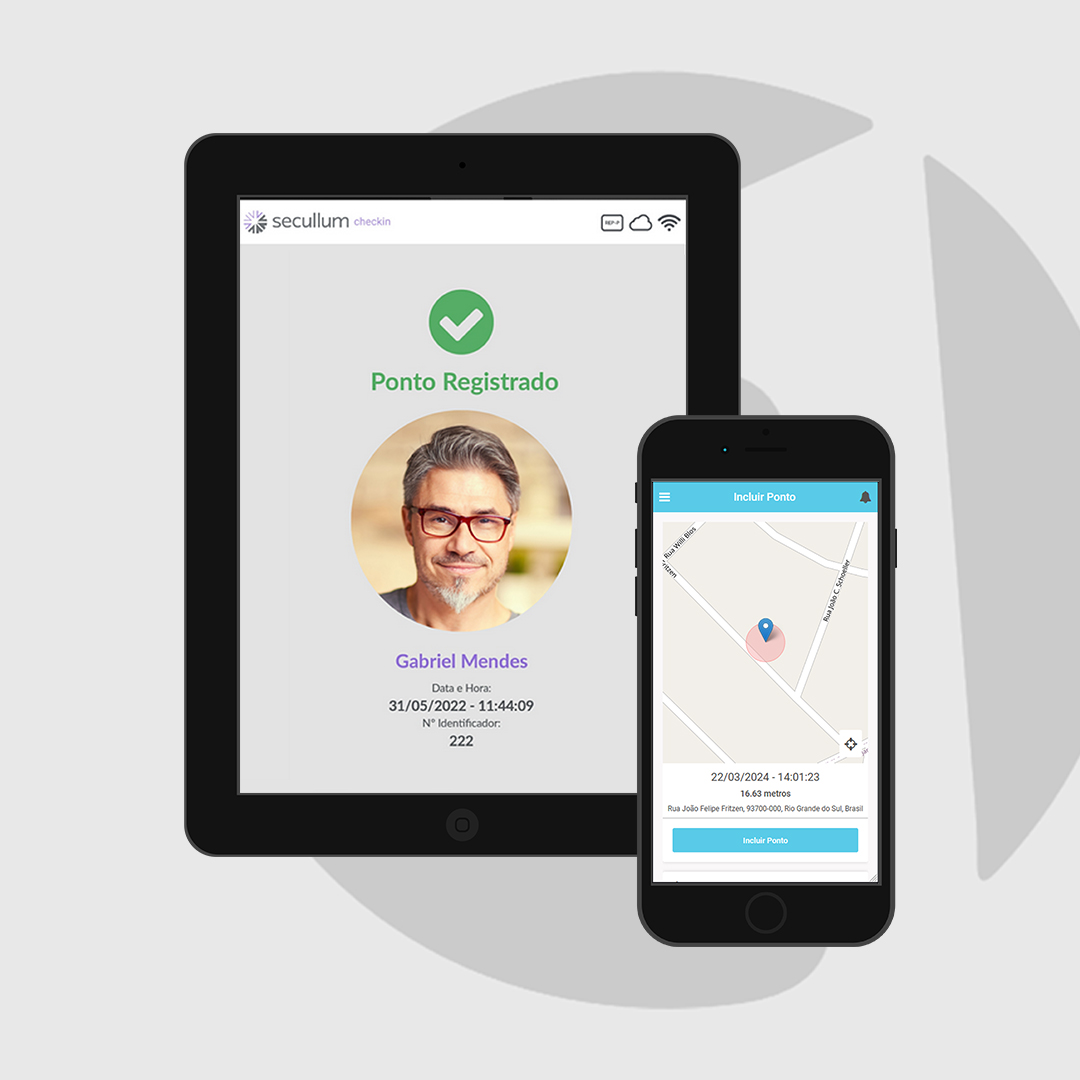 secullum checkin
REP-P
Ponto Registrado
Gabriel Mendes
Data e Hora:
31/05/2022 - 11:44:09
Nº Identificador:
222
Incluir Ponto
Rua Willi Blos
Fritzen
Rua João C. Schoeller
22/03/2024 - 14:01:23
16.63 metros
Rua João Felipe Fritzen, 93700-000, Rio Grande do Sul, Brasil
Incluir Ponto